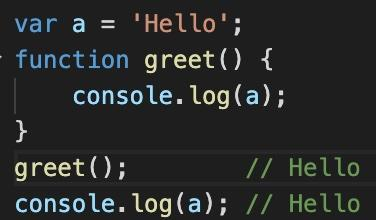 var a = 'Hello';
function greet() {
    console.log(a);
}
greet();        // Hello
console.log(a); // Hello